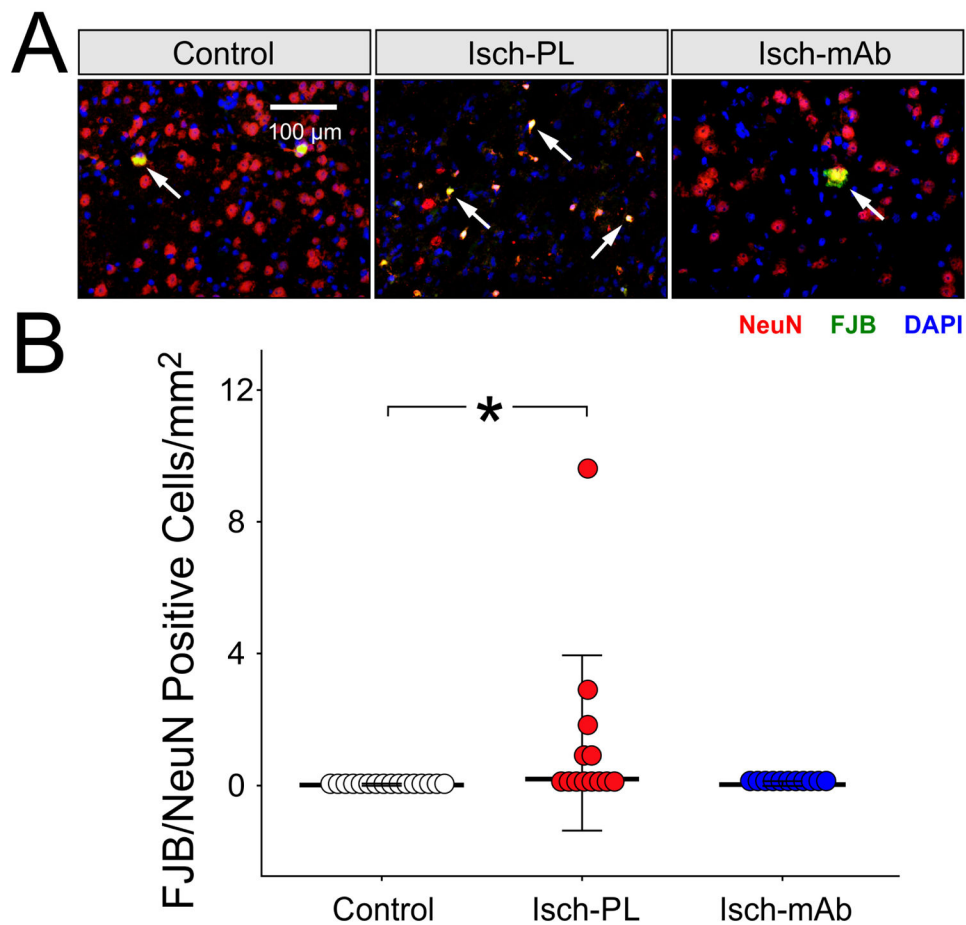 A
Control
Isch-PL
Isch-mAb
100 µm
NeuN FJB DAPI
B
FJB/NeuN Positive Cells/mm²
12
8
4
0
*
Control
Isch-PL
Isch-mAb